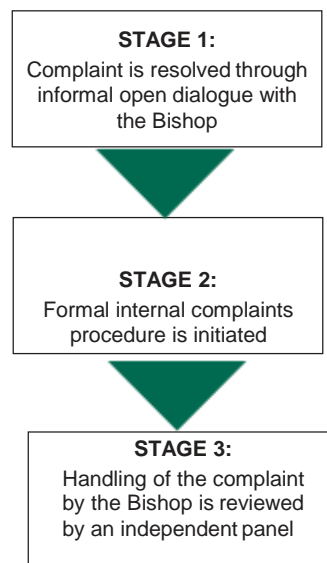 STAGE 1:
Complaint is resolved through
informal open dialogue with
the Bishop
STAGE 2:
Formal internal complaints
procedure is initiated
STAGE 3:
Handling of the complaint
by the Bishop is reviewed
by an independent panel